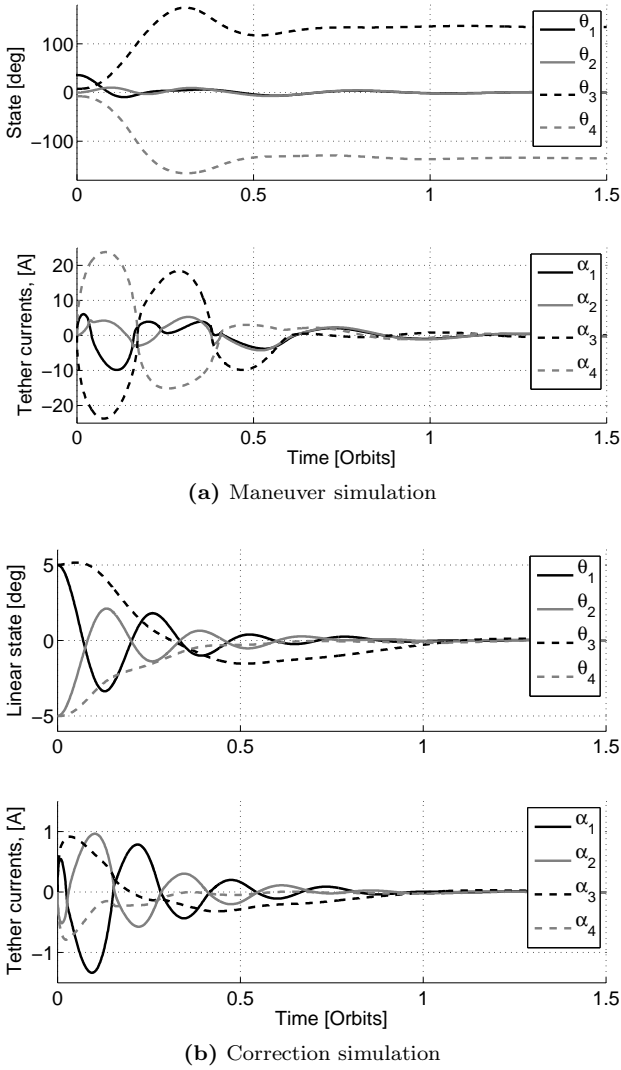 State [deg]
100
0
−100
0
0.5
1
1.5
θ1
θ2
θ3
θ4
Tether currents, [A]
20
10
0
−10
−20
0
0.5
1
1.5
Time [Orbits]
α1
α2
α3
α4
(a) Maneuver simulation
Linear state [deg]
5
0
−5
0
0.5
1
1.5
θ1
θ2
θ3
θ4
Tether currents, [A]
1
0
−1
0
0.5
1
1.5
Time [Orbits]
α1
α2
α3
α4
(b) Correction simulation